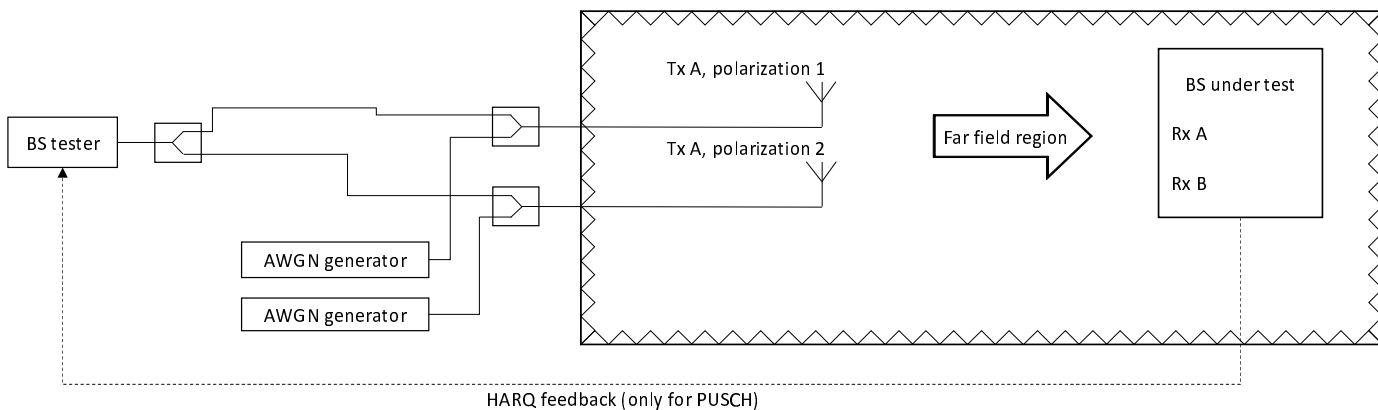 Tx A, polarization 1
BS under test
BS tester
Far field region
Rx A
Tx A, polarization 2
Rx B
AWGN generator
AWGN generator
HARQ feedback (only for PUSCH)